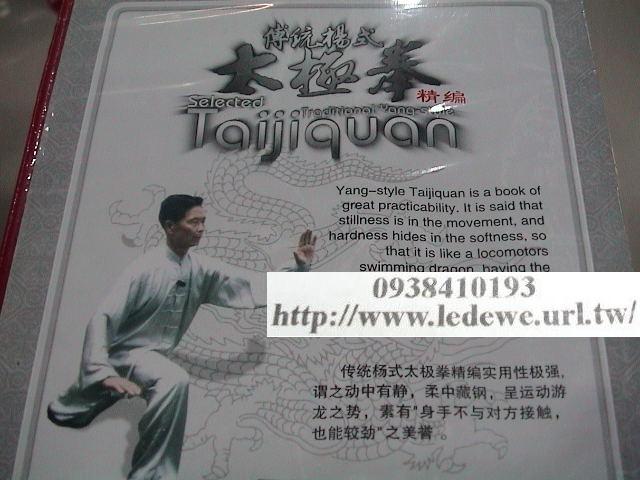 傅统楊式
太極拳
精编
Selected
Traditional Yang-style
Taijiquan
Yang-style Taijiquan is a book of
great practicability. It is said that
stillness is in the movement, and
hardness hides in the softness, so
that it is like a locomotors
swimming dragon, having the
0938410193
http://www.ledewe.url.tw/
传统杨式太极拳精编实用性极强,
谓之动中有静,柔中藏钢,呈运动游
龙之势,素有"身手不与对方接触,
也能较劲"之美誉。